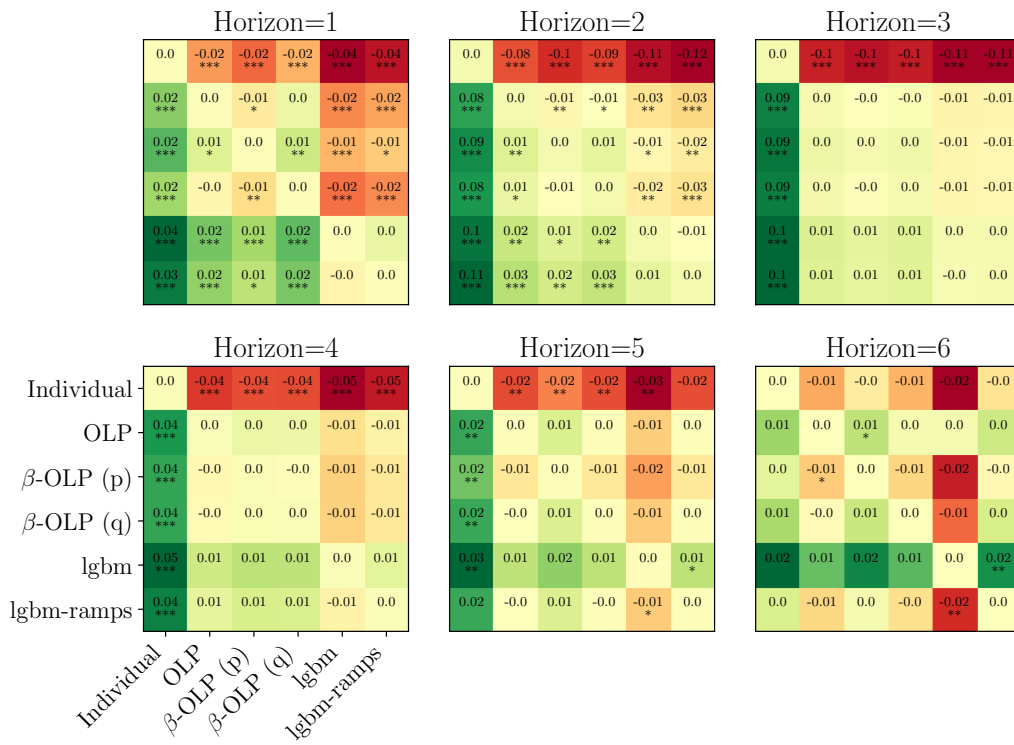 Horizon=1 Horizon=2 Horizon=3
0.0 -0.02 -0.02 -0.02 -0.04 -0.04 0.0 -0.08 -0.1 -0.09 -0.11 -0.12 0.0 -0.1 -0.1 -0.1 -0.11 -0.11
*** *** *** *** *** *** *** *** *** *** *** *** *** *** ***
0.02 0.0 -0.01 0.0 -0.02 -0.02 0.08 0.0 -0.01 -0.01 -0.03 -0.03 0.09 0.0 -0.0 -0.0 -0.01 -0.01
*** * *** *** *** ** * ** *** ***
0.02 0.01 0.0 0.01 -0.01 -0.01 0.09 0.01 0.0 0.01 -0.01 -0.02 0.09 0.0 0.0 0.0 -0.01 -0.01
*** * ** *** * *** ** * ** ***
0.02 -0.0 -0.01 0.0 -0.02 -0.02 0.08 0.01 -0.01 0.0 -0.02 -0.03 0.09 0.0 -0.0 0.0 -0.01 -0.01
*** ** *** *** *** * ** *** ***
0.04 0.02 0.01 0.02 0.0 0.0 0.1 0.02 0.01 0.02 0.0 -0.01 0.1 0.01 0.01 0.01 0.0 0.0
*** *** *** *** *** ** * ** ***
0.03 0.02 0.01 0.02 -0.0 0.0 0.11 0.03 0.02 0.03 0.01 0.0 0.1 0.01 0.01 0.01 -0.0 0.0
*** *** * *** *** *** ** *** ***
Horizon=4 Horizon=5 Horizon=6
Individual 0.0 -0.04 -0.04 -0.04 -0.05 -0.05 0.0 -0.02 -0.02 -0.02 -0.03 -0.02 0.0 -0.01 -0.0 -0.01 -0.02 -0.0
*** *** *** *** *** ** ** ** **
OLP 0.04 0.0 0.0 0.0 -0.01 -0.01 0.02 0.0 0.01 0.0 -0.01 0.0 0.01 0.0 0.01 0.0 0.0 0.0
*** ** *
β-OLP (p) 0.04 -0.0 0.0 -0.0 -0.01 -0.01 0.02 -0.01 0.0 -0.01 -0.02 -0.01 0.0 -0.01 0.0 -0.01 -0.02 -0.0
*** ** *
β-OLP (q) 0.04 -0.0 0.0 0.0 -0.01 -0.01 0.02 -0.0 0.01 0.0 -0.01 0.0 0.01 -0.0 0.01 0.0 -0.01 0.0
*** **
lgbm 0.05 0.01 0.01 0.01 0.0 0.01 0.03 0.01 0.02 0.01 0.0 0.01 0.02 0.01 0.02 0.01 0.0 0.02
*** ** * **
lgbm-ramps 0.04 0.01 0.01 0.01 -0.01 0.0 0.02 -0.0 0.01 -0.0 -0.01 0.0 0.0 -0.01 0.0 -0.0 -0.02 0.0
*** * **
Individual
OLP
β-OLP (p)
β-OLP (q)
lgbm
lgbm-ramps